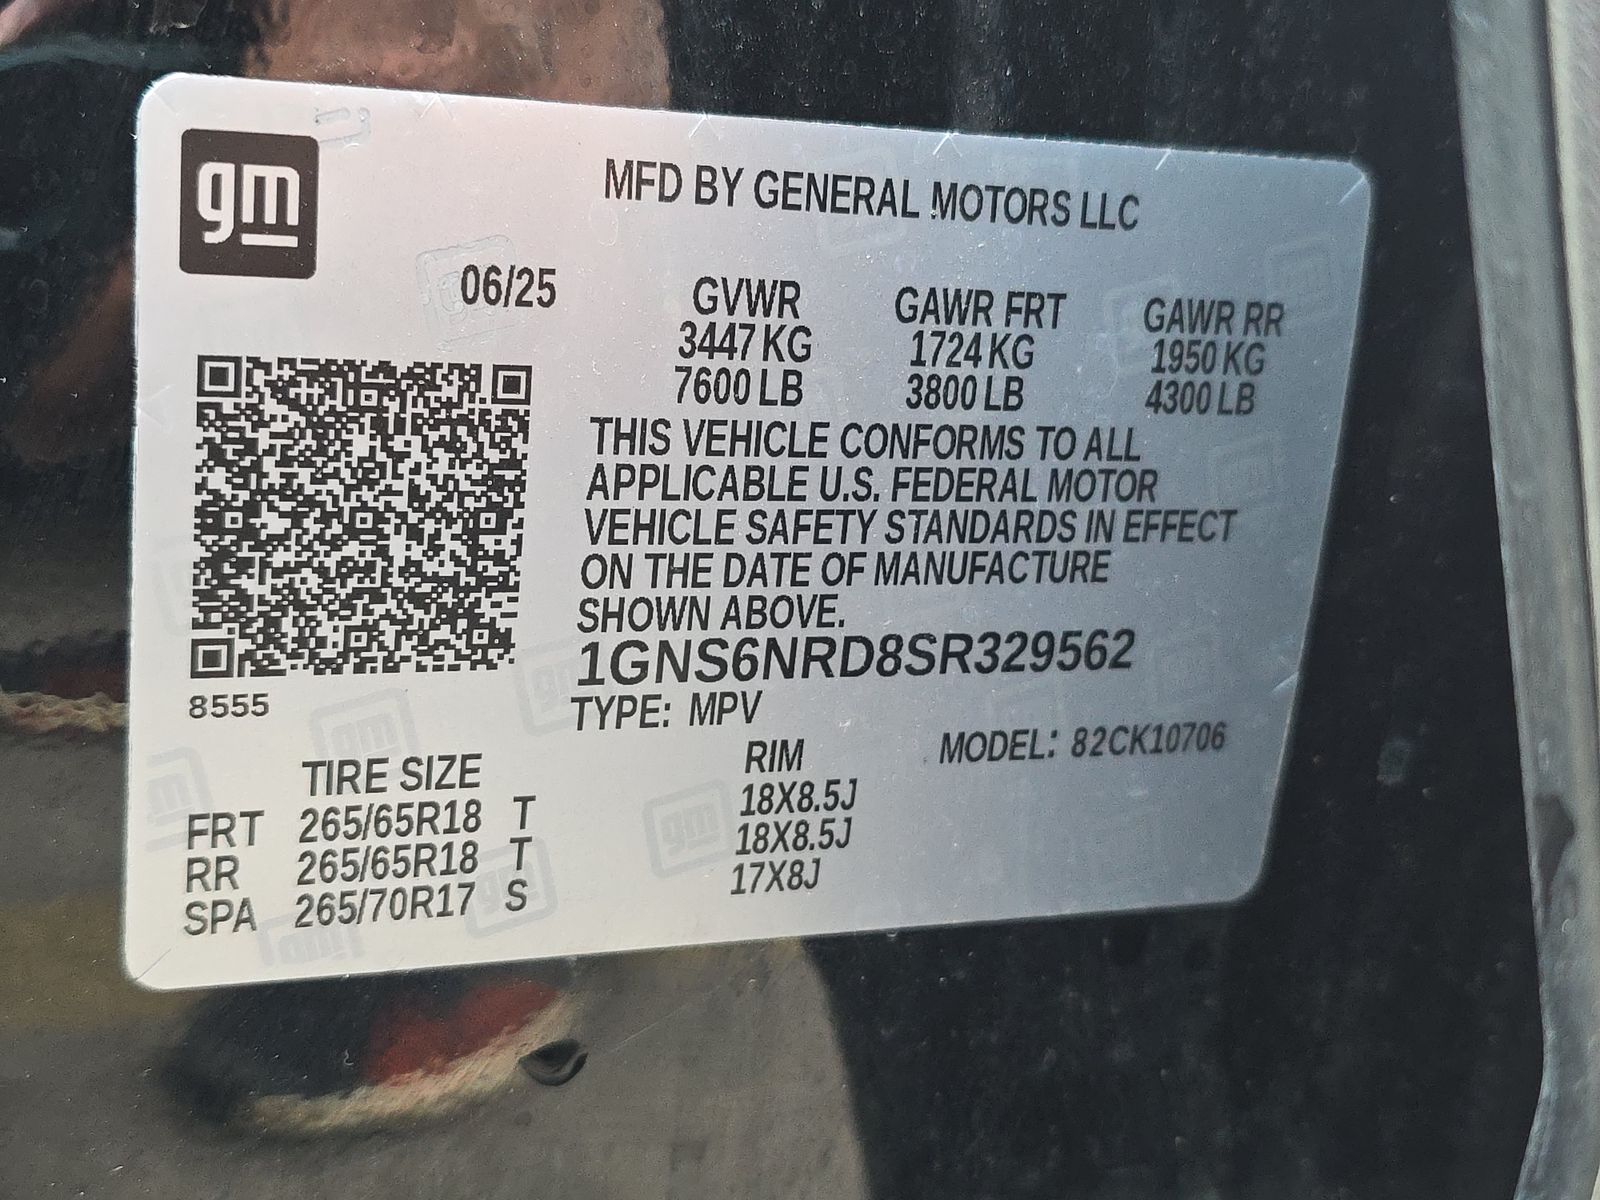 gm
MFD BY GENERAL MOTORS LLC
06/25
GVWR GAWR FRT GAWR RR
3447 KG 1724 KG 1950 KG
7600 LB 3800 LB 4300 LB
THIS VEHICLE CONFORMS TO ALL
APPLICABLE U.S. FEDERAL MOTOR
VEHICLE SAFETY STANDARDS IN EFFECT
ON THE DATE OF MANUFACTURE
SHOWN ABOVE.
1GNS6NRD8SR329562
8555
TYPE: MPV
MODEL: 82CK10706
TIRE SIZE RIM
FRT 265/65R18 T 18X8.5J
RR 265/65R18 T 18X8.5J
SPA 265/70R17 S 17X8J